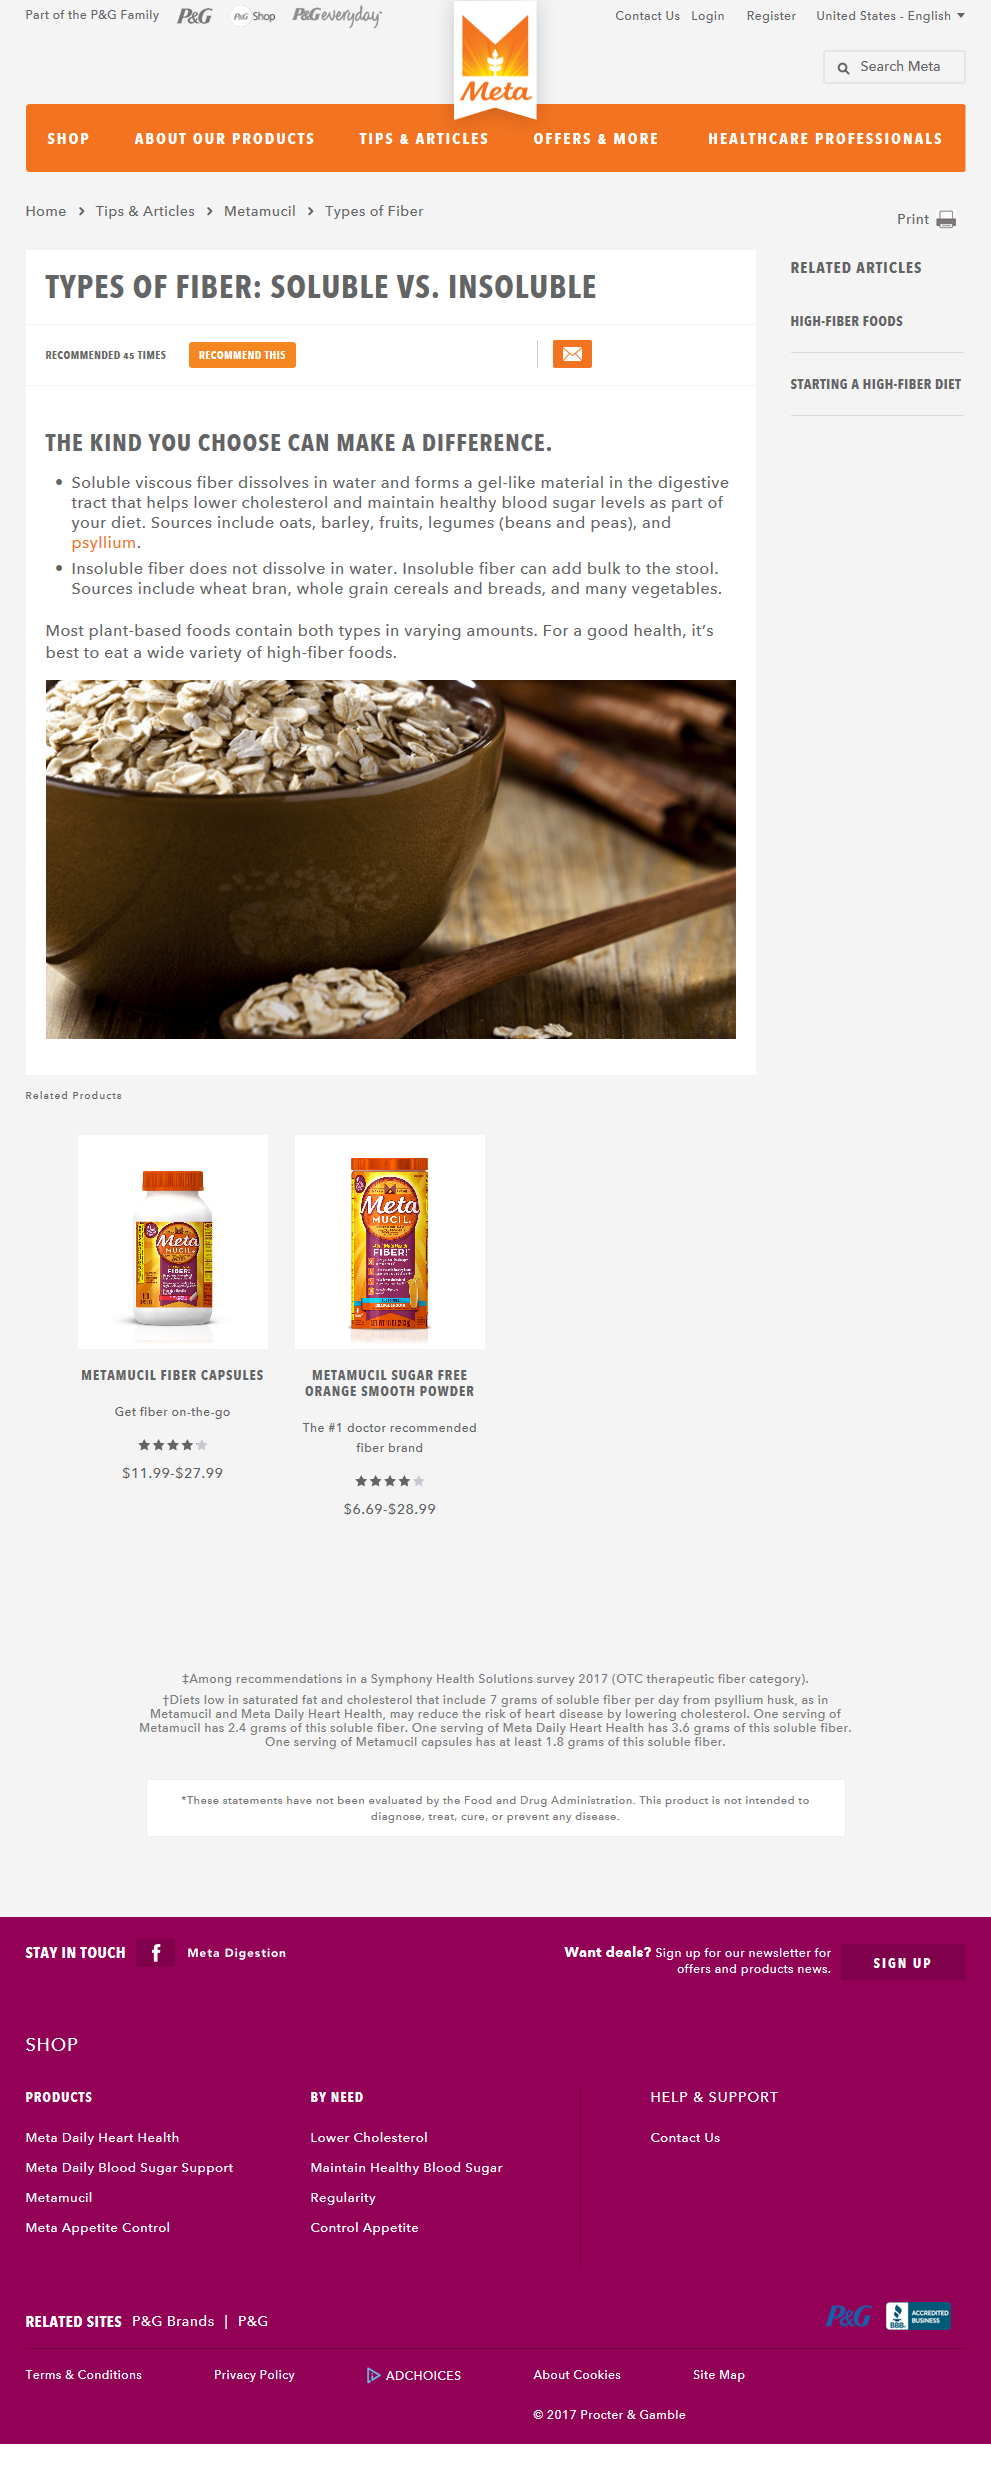 Part of the P&G Family P&G P&G Shop P&G everyday
Contact Us Login Register United States - English
Search Meta
Meta
SHOP ABOUT OUR PRODUCTS TIPS & ARTICLES OFFERS & MORE HEALTHCARE PROFESSIONALS
Home > Tips & Articles > Metamucil > Types of Fiber
Print
TYPES OF FIBER: SOLUBLE VS. INSOLUBLE
RECOMMENDED 45 TIMES RECOMMEND THIS
RELATED ARTICLES
HIGH-FIBER FOODS
STARTING A HIGH-FIBER DIET
THE KIND YOU CHOOSE CAN MAKE A DIFFERENCE.
• Soluble viscous fiber dissolves in water and forms a gel-like material in the digestive
tract that helps lower cholesterol and maintain healthy blood sugar levels as part of
your diet. Sources include oats, barley, fruits, legumes (beans and peas), and
psyllium.
• Insoluble fiber does not dissolve in water. Insoluble fiber can add bulk to the stool.
Sources include wheat bran, whole grain cereals and breads, and many vegetables.
Most plant-based foods contain both types in varying amounts. For a good health, it’s
best to eat a wide variety of high-fiber foods.
Related Products
Meta
MUCIL
FIBER!
Meta
MUCIL
FIBER!
METAMUCIL FIBER CAPSULES
Get fiber on-the-go
$11.99-$27.99
METAMUCIL SUGAR FREE
ORANGE SMOOTH POWDER
The #1 doctor recommended
fiber brand
$6.69-$28.99
‡Among recommendations in a Symphony Health Solutions survey 2017 (OTC therapeutic fiber category).
†Diets low in saturated fat and cholesterol that include 7 grams of soluble fiber per day from psyllium husk, as in
Metamucil and Meta Daily Heart Health, may reduce the risk of heart disease by lowering cholesterol. One serving of
Metamucil has 2.4 grams of this soluble fiber. One serving of Meta Daily Heart Health has 3.6 grams of this soluble fiber.
One serving of Metamucil capsules has at least 1.8 grams of this soluble fiber.
*These statements have not been evaluated by the Food and Drug Administration. This product is not intended to
diagnose, treat, cure, or prevent any disease.
STAY IN TOUCH f Meta Digestion
Want deals? Sign up for our newsletter for
offers and products news.
SIGN UP
SHOP
PRODUCTS
Meta Daily Heart Health
Meta Daily Blood Sugar Support
Metamucil
Meta Appetite Control
BY NEED
Lower Cholesterol
Maintain Healthy Blood Sugar
Regularity
Control Appetite
HELP & SUPPORT
Contact Us
RELATED SITES P&G Brands | P&G
P&G
BBB. ACCREDITED
BUSINESS
Terms & Conditions Privacy Policy ADCHOICES About Cookies Site Map
© 2017 Procter & Gamble